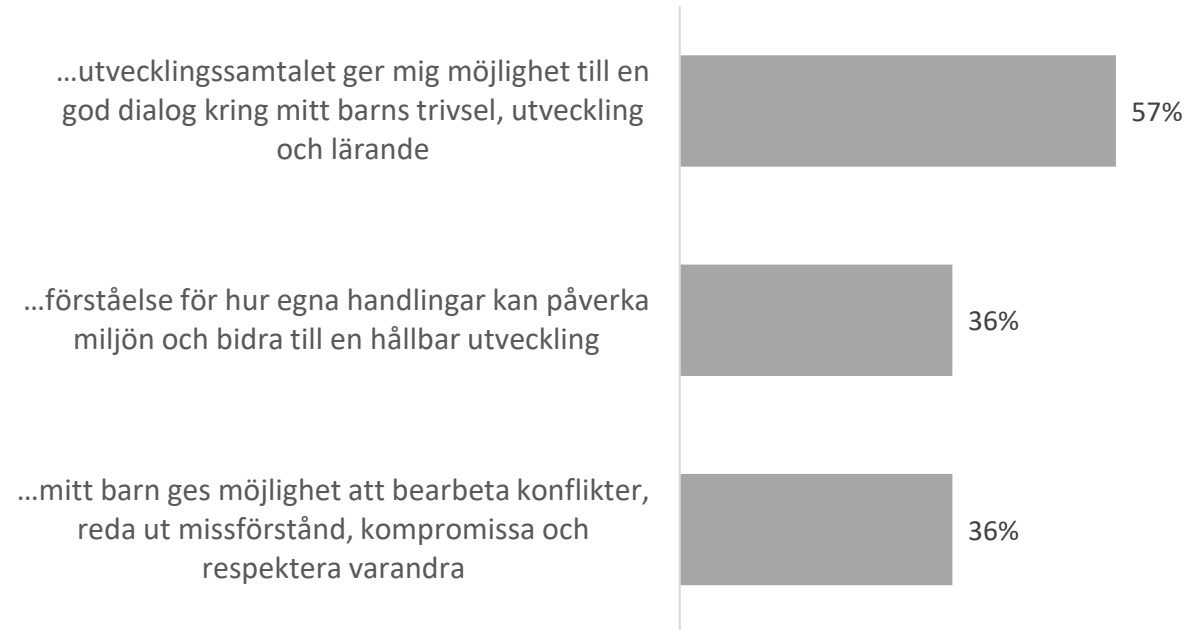 ...utvecklingssamtalet ger mig möjlighet till en
god dialog kring mitt barns trivsel, utveckling
och lärande
57%
...förståelse för hur egna handlingar kan påverka
miljön och bidra till en hållbar utveckling
36%
...mitt barn ges möjlighet att bearbeta konflikter,
reda ut missförstånd, kompromissa och
respektera varandra
36%